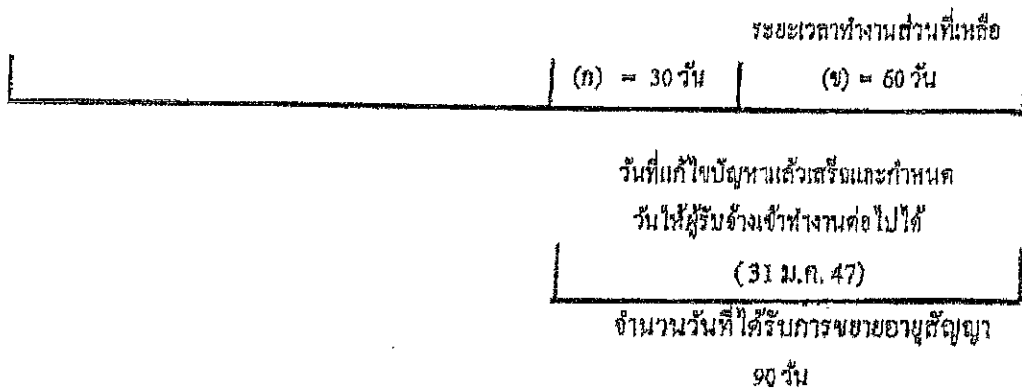 ระยะเวลาทำงานส่วนที่เหลือ
(ก) = 30 วัน (ข) = 60 วัน
วันที่แก้ไขปัญหาแล้วเสร็จและกำหนด
วันให้ผู้รับจ้างเข้าทำงานต่อไปได้
(31 ม.ค. 47)
จำนวนวันที่ได้รับการขยายอายุสัญญา
90 วัน